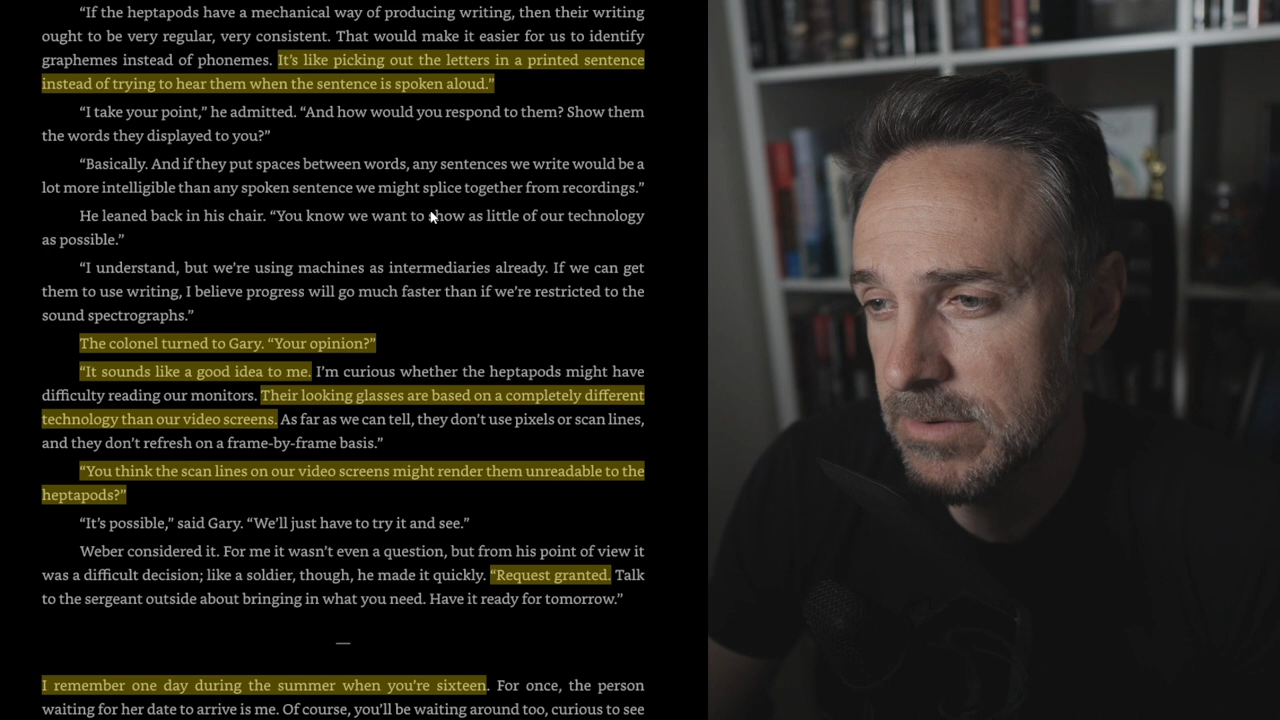 “If the heptapods have a mechanical way of producing writing, then their writing
ought to be very regular, very consistent. That would make it easier for us to identify
graphemes instead of phonemes. It’s like picking out the letters in a printed sentence
instead of trying to hear them when the sentence is spoken aloud.”
“I take your point,” he admitted. “And how would you respond to them? Show them
the words they displayed to you?”
“Basically. And if they put spaces between words, any sentences we write would be a
lot more intelligible than any spoken sentence we might splice together from recordings.”
He leaned back in his chair. “You know we want to show as little of our technology
as possible.”
“I understand, but we’re using machines as intermediaries already. If we can get
them to use writing, I believe progress will go much faster than if we’re restricted to the
sound spectrographs.”
The colonel turned to Gary. “Your opinion?”
“It sounds like a good idea to me. I’m curious whether the heptapods might have
difficulty reading our monitors. Their looking glasses are based on a completely different
technology than our video screens. As far as we can tell, they don’t use pixels or scan lines,
and they don’t refresh on a frame-by-frame basis.”
“You think the scan lines on our video screens might render them unreadable to the
heptapods?”
“It’s possible,” said Gary. “We’ll just have to try it and see.”
Weber considered it. For me it wasn’t even a question, but from his point of view it
was a difficult decision; like a soldier, though, he made it quickly. “Request granted. Talk
to the sergeant outside about bringing in what you need. Have it ready for tomorrow.”
—
I remember one day during the summer when you’re sixteen. For once, the person
waiting for her date to arrive is me. Of course, you’ll be waiting around too, curious to see